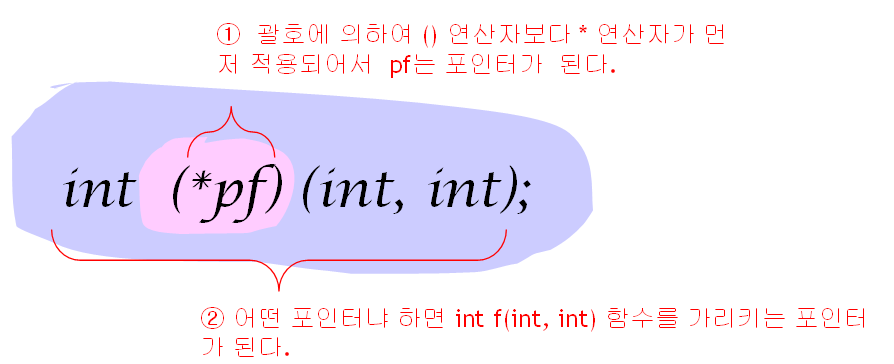 ① 괄호에 의하여 () 연산자보다 * 연산자가 먼
저 적용되어서 pf는 포인터가 된다.
int (*pf) (int, int);
② 어떤 포인터냐 하면 int f(int, int) 함수를 가리키는 포인터
가 된다.